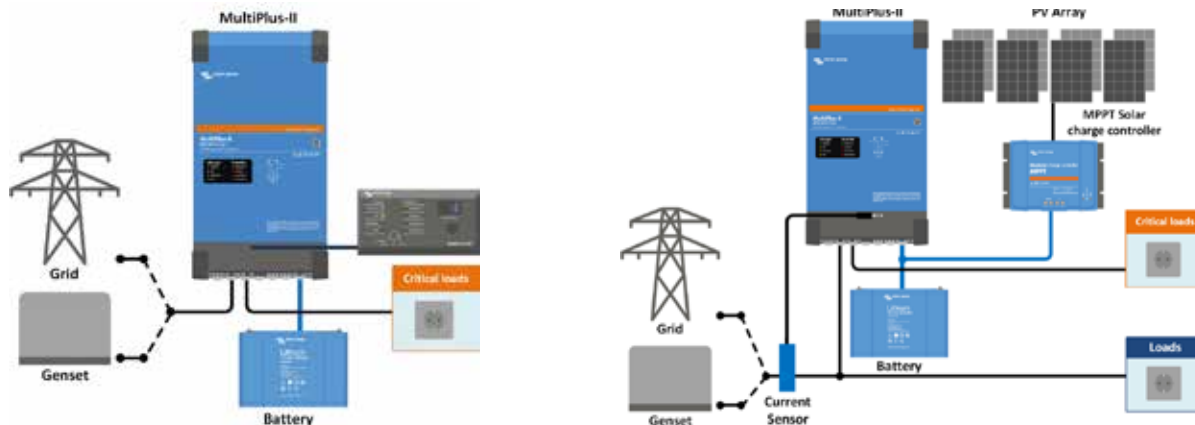 MultiPlus-II
Grid
Genset
Critical loads
Battery
MultiPlus-II
PV Array
MPPT Solar
charge controller
Critical loads
Grid
Genset
Current
Sensor
Battery
Loads